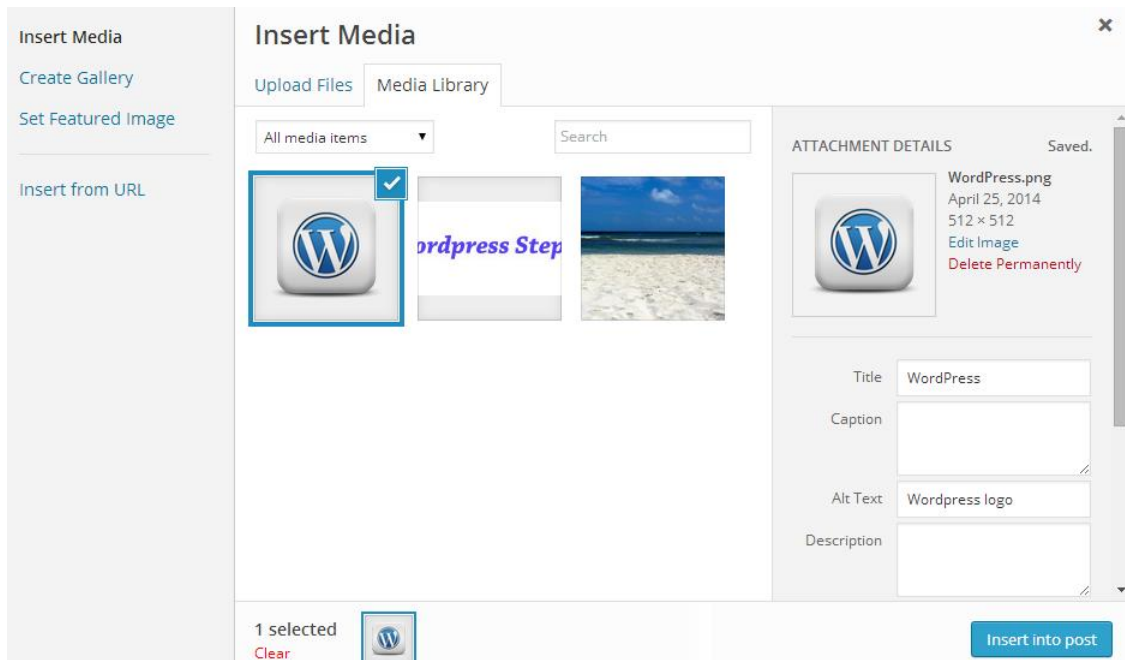 Insert Media
Create Gallery
Set Featured Image
Insert from URL
Insert Media
Upload Files
Media Library
All media items
Search
ordpress Step
ATTACHMENT DETAILS
Saved.
WordPress.png
April 25, 2014
512 × 512
Edit Image
Delete Permanently
Title
WordPress
Caption
Alt Text
Wordpress logo
Description
1 selected
Clear
Insert into post